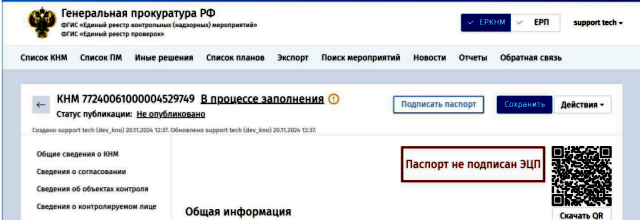 Генеральная прокуратура РФ
ФГИС «Единый реестр контрольных (надзорных) мероприятий»
ФГИС «Единый реестр проверок»
ЕРКНМ ЕРП support tech
Список КНМ Список ПМ Иные решения Список планов Экспорт Поиск мероприятий Новости Отчеты Обратная связь
КНМ 77240061000004529749 В процессе заполнения
Подписать паспорт Сохранить Действия
Статус публикации: Не опубликовано
Создано support tech (dev_kno) 20.11.2024 12:37. Обновлено support tech (dev_kno) 20.11.2024 12:37.
Общие сведения о КНМ
Сведения о согласовании
Сведения об объектах контроля
Сведения о контролируемом лице
Паспорт не подписан ЭЦП
Общая информация
Скачать QR